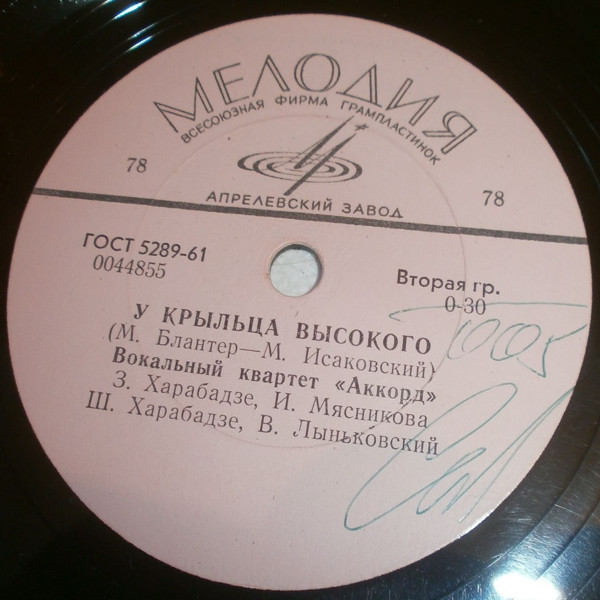 МЕЛОДИЯ
ВСЕСОЮЗНАЯ ФИРМА ГРАМПЛАСТИНОК
78
78
АПРЕЛЕВСКИЙ ЗАВОД
ГОСТ 5289-61
0044855
Вторая гр.
0-30
У КРЫЛЬЦА ВЫСОКОГО
(М. Блантер—М. Исаковский)
Вокальный квартет «Аккорд»
З. Харабадзе, И. Мясникова
Ш. Харабадзе, В. Лыньковский